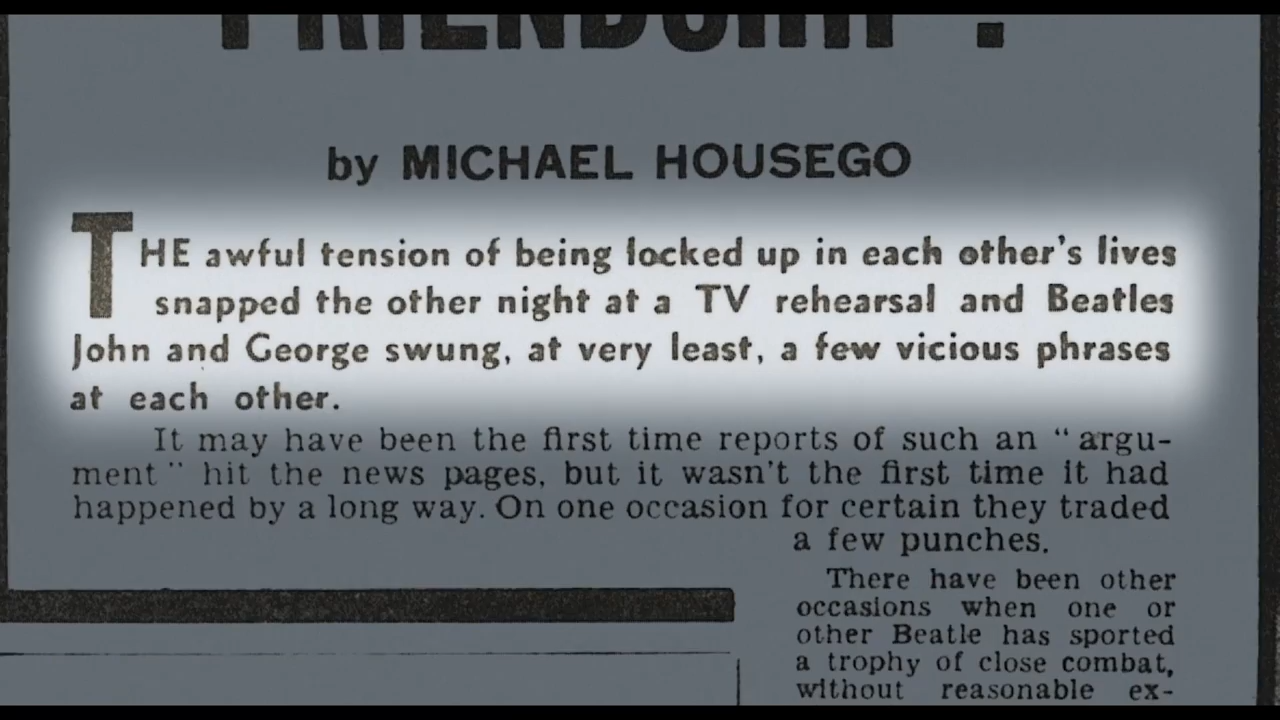 by MICHAEL HOUSEGO
THE awful tension of being locked up in each other's lives
snapped the other night at a TV rehearsal and Beatles
John and George swung, at very least, a few vicious phrases
at each other.
It may have been the first time reports of such an “argu-
ment” hit the news pages, but it wasn't the first time it had
happened by a long way. On one occasion for certain they traded
a few punches.
There have been other
occasions when one or
other Beatle has sported
a trophy of close combat,
without reasonable ex-